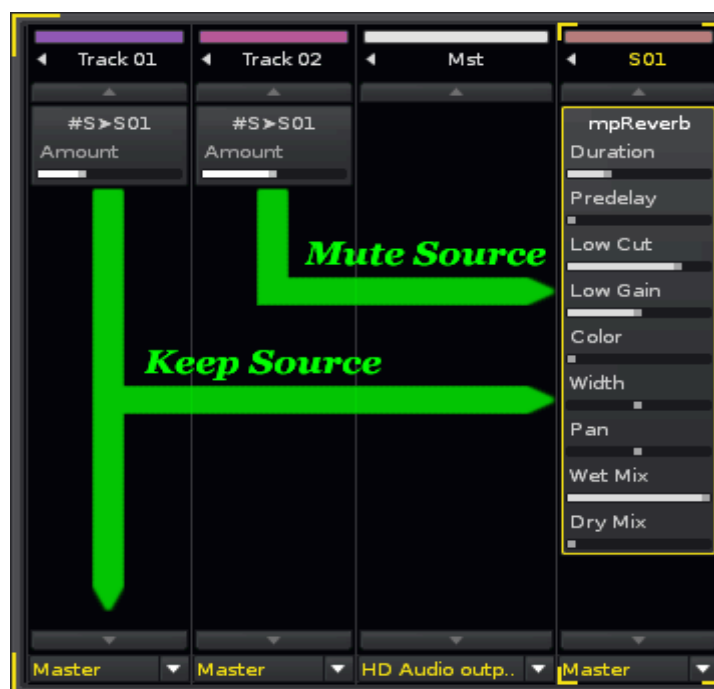 Track 01
Track 02
Mst
S01
#S➤S01
Amount
#S➤S01
Amount
mpReverb
Duration
Predelay
Low Cut
Low Gain
Color
Width
Pan
Wet Mix
Dry Mix
Mute Source
Keep Source
Master
Master
HD Audio outp..
Master